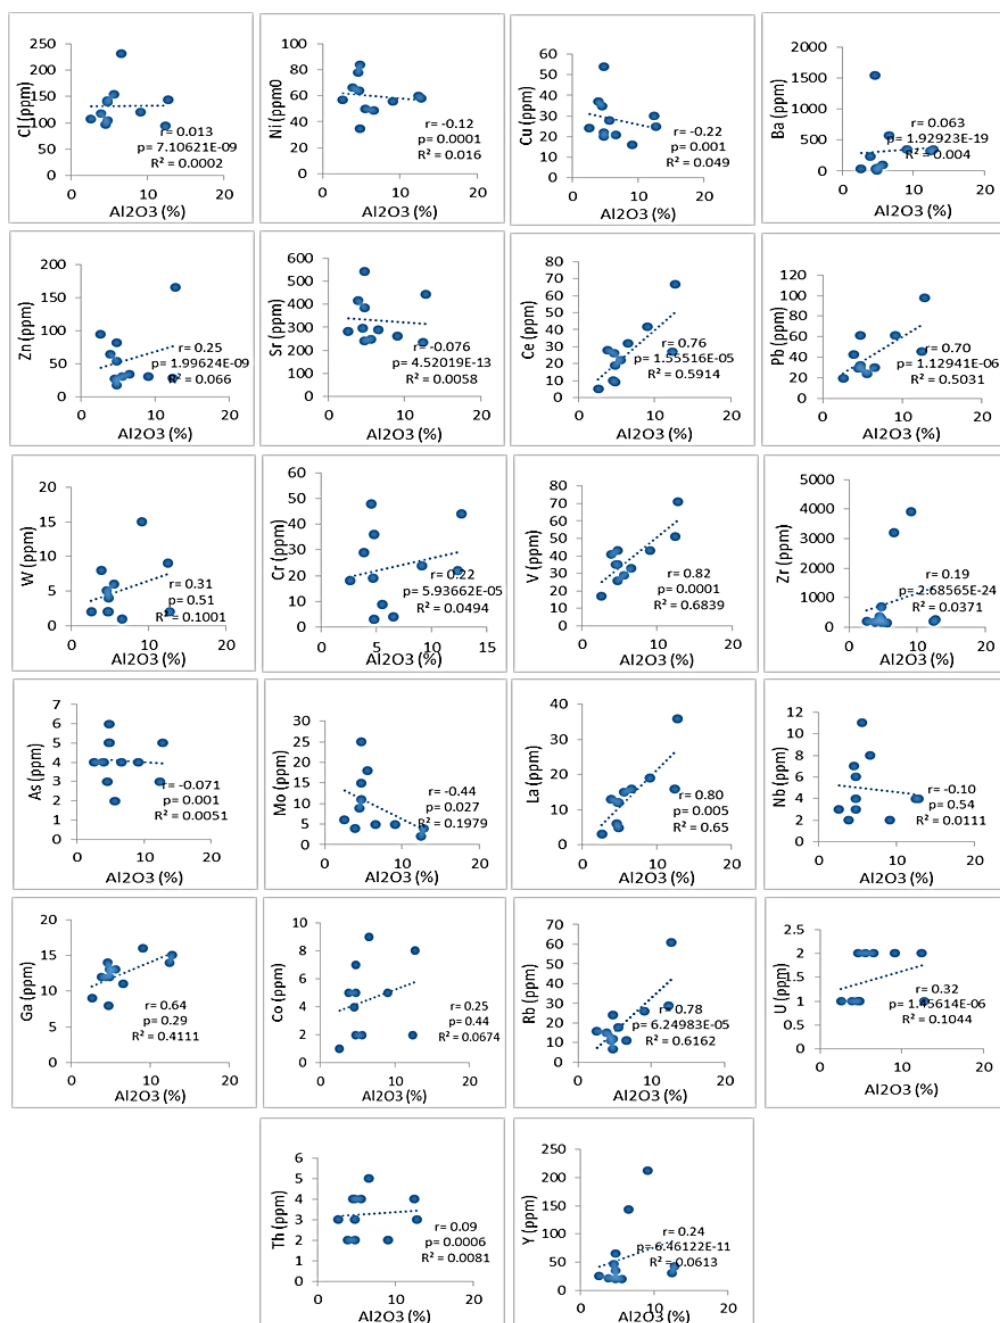 250
200
150
100
50
0
Cl (ppm)
r= 0.013
p= 7.10621E-09
R² = 0.0002
0 10 20
Al2O3 (%)
100
80
60
40
20
0
Ni (ppm0
r= -0.12
p= 0.0001
R² = 0.016
0 10 20
Al2O3 (%)
60
50
40
30
20
10
0
Cu (ppm)
r= -0.22
p= 0.001
R² = 0.049
0 10 20
Al2O3 (%)
2000
1500
1000
500
0
Ba (ppm)
r= 0.063
p= 1.92923E-19
R² = 0.004
0 10 20
Al2O3 (%)
200
150
100
50
0
Zn (ppm)
r= 0.25
p= 1.99624E-09
R² = 0.066
0 10 20
Al2O3 (%)
600
500
400
300
200
100
0
Sr (ppm)
r= -0.076
p= 4.52019E-13
R² = 0.0058
0 10 20
Al2O3 (%)
80
70
60
50
40
30
20
10
0
Ce (ppm)
r= 0.76
p= 1.55516E-05
R² = 0.5914
0 10 20
Al2O3 (%)
120
100
80
60
40
20
0
Pb (ppm)
r= 0.70
p= 1.12941E-06
R² = 0.5031
0 10 20
Al2O3 (%)
20
15
10
5
0
W (ppm)
r= 0.31
p= 0.51
R² = 0.1001
0 10 20
Al2O3 (%)
60
50
40
30
20
10
0
Cr (ppm)
r= 0.22
p= 5.93662E-05
R² = 0.0494
0 5 10 15
Al2O3 (%)
80
70
60
50
40
30
20
10
0
V (ppm)
r= 0.82
p= 0.0001
R² = 0.6839
0 10 20
Al2O3 (%)
5000
4000
3000
2000
1000
0
Zr (ppm)
r= 0.19
p= 2.68565E-24
R² = 0.0371
0 10 20
Al2O3 (%)
7
6
5
4
3
2
1
0
As (ppm)
r= -0.071
p= 0.001
R² = 0.0051
0 10 20
Al2O3 (%)
30
25
20
15
10
5
0
Mo (ppm)
r= -0.44
p= 0.027
R² = 0.1979
0 10 20
Al2O3 (%)
40
30
20
10
0
La (ppm)
r= 0.80
p= 0.005
R² = 0.65
0 10 20
Al2O3 (%)
12
10
8
6
4
2
0
Nb (ppm)
r= -0.10
p= 0.54
R² = 0.0111
0 10 20
Al2O3 (%)
20
15
10
5
0
Ga (ppm)
r= 0.64
p= 0.29
R² = 0.4111
0 10 20
Al2O3 (%)
10
8
6
4
2
0
Co (ppm)
r= 0.25
p= 0.44
R² = 0.0674
0 10 20
Al2O3 (%)
70
60
50
40
30
20
10
0
Rb (ppm)
r= 0.78
p= 6.24983E-05
R² = 0.6162
0 10 20
Al2O3 (%)
2.5
2
1.5
1
0.5
0
U (ppm)
r= 0.32
p= 1.45614E-06
R² = 0.1044
0 10 20
Al2O3 (%)
6
5
4
3
2
1
0
Th (ppm)
r= 0.09
p= 0.0006
R² = 0.0081
0 10 20
Al2O3 (%)
250
200
150
100
50
0
Y (ppm)
r= 0.24
p= 6.46122E-11
R² = 0.0613
0 10 20
Al2O3 (%)